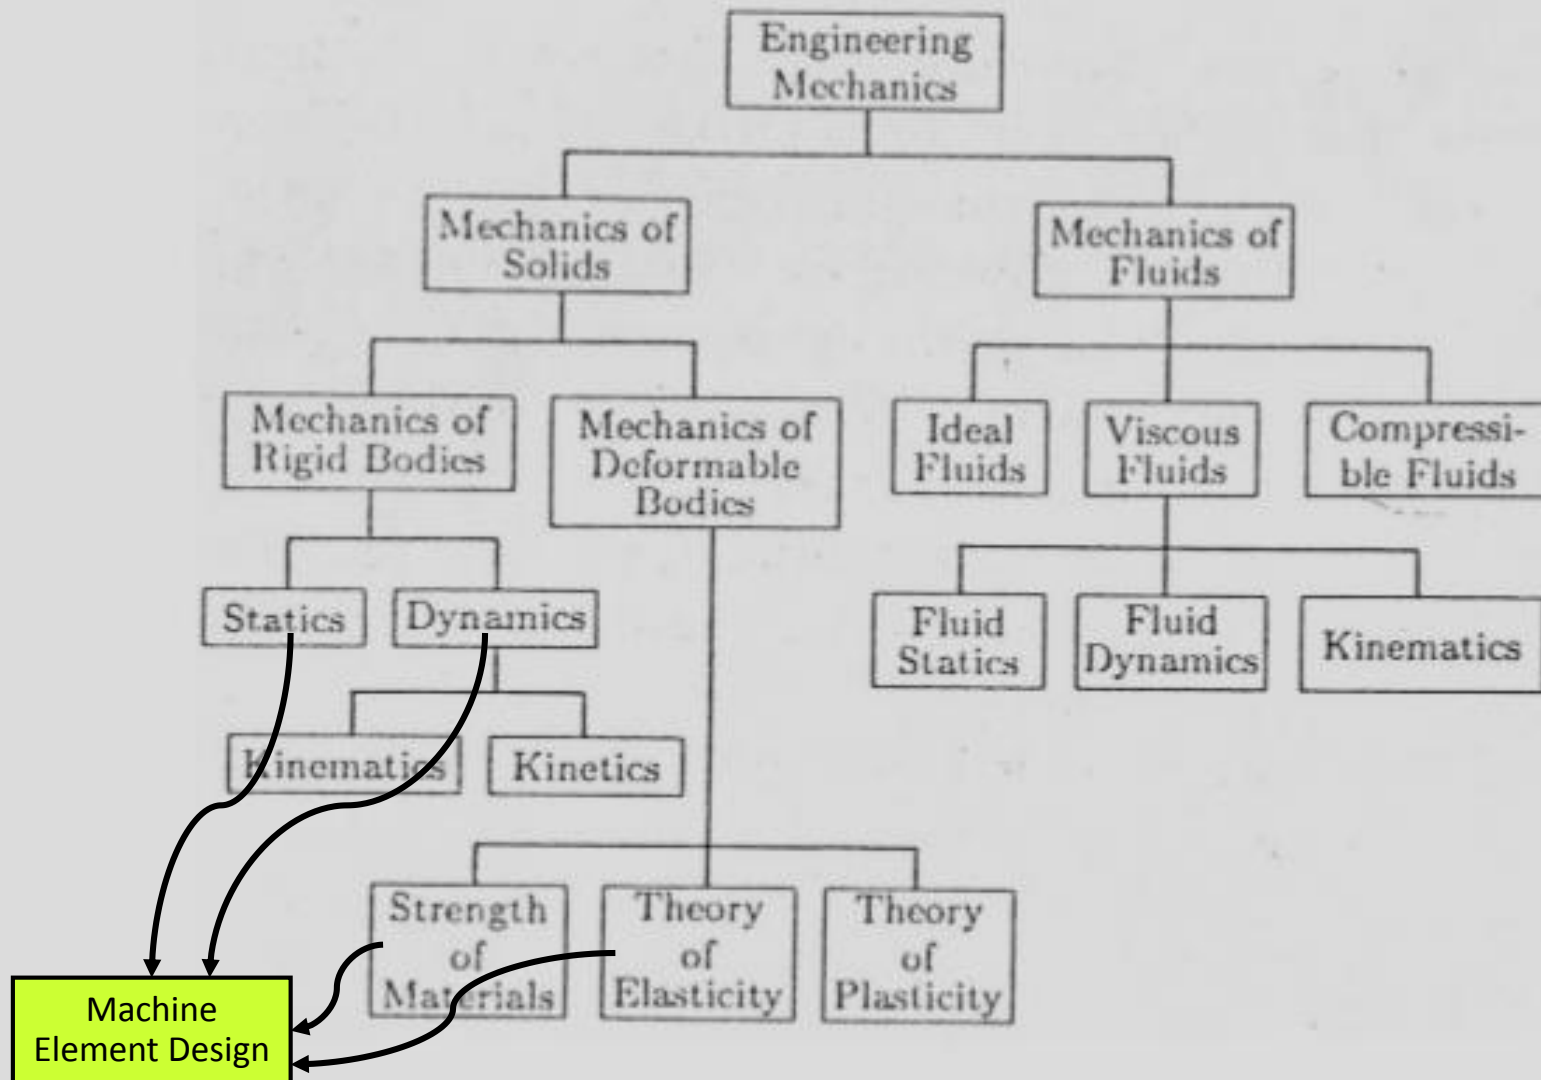 Engineering
Mechanics
Mechanics of
Solids
Mechanics of
Fluids
Mechanics of
Rigid Bodies
Mechanics of
Deformable
Bodies
Ideal
Fluids
Viscous
Fluids
Compressi-
ble Fluids
Statics
Dynamics
Fluid
Statics
Fluid
Dynamics
Kinematics
Kinematics
Kinetics
Strength
of
Materials
Theory
of
Elasticity
Theory
of
Plasticity
Machine
Element Design